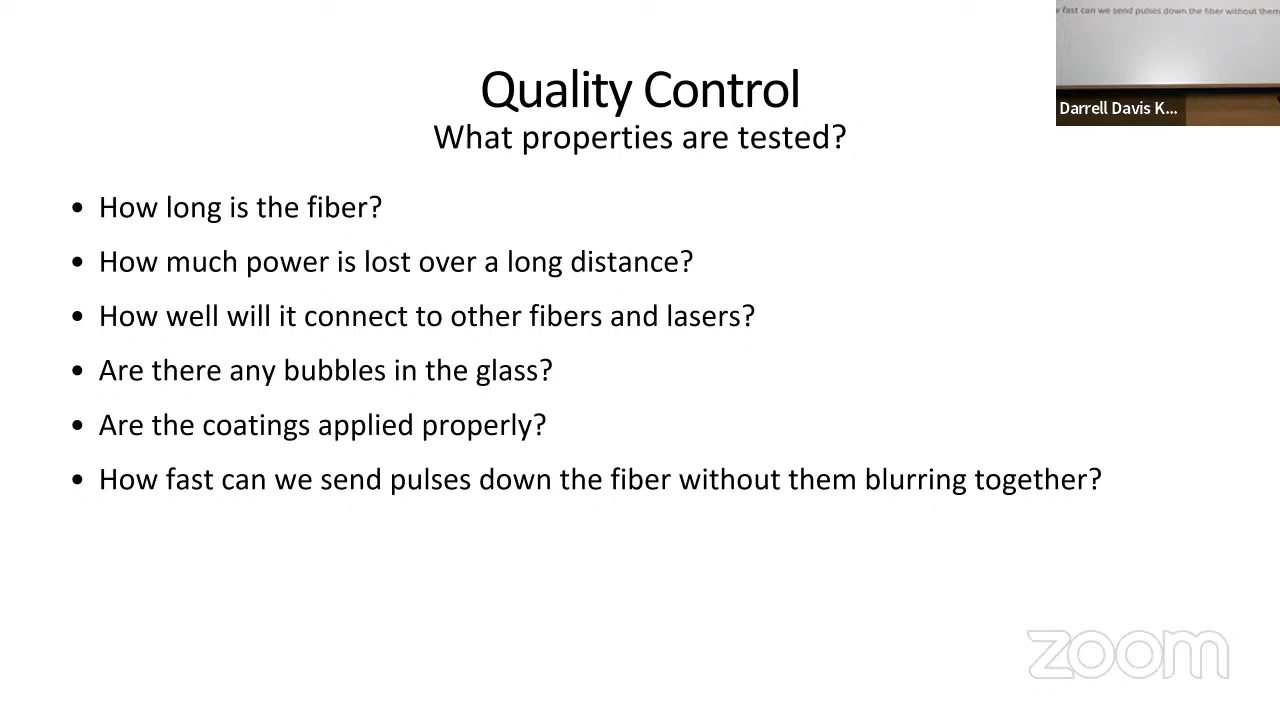 fast can we send pulses down the fiber without them
Darrell Davis K...
Quality Control
What properties are tested?
• How long is the fiber?
• How much power is lost over a long distance?
• How well will it connect to other fibers and lasers?
• Are there any bubbles in the glass?
• Are the coatings applied properly?
• How fast can we send pulses down the fiber without them blurring together?
zoom